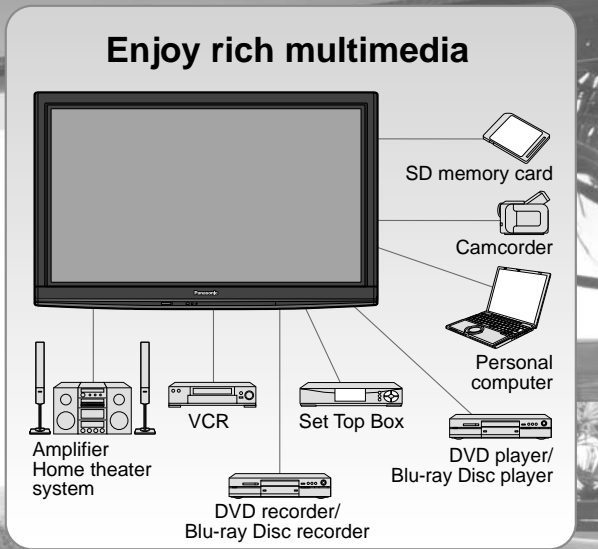 Enjoy rich multimedia
Panasonic
SD memory card
Camcorder
Personal
computer
Amplifier
Home theater
system
VCR
Set Top Box
DVD player/
Blu-ray Disc player
DVD recorder/
Blu-ray Disc recorder